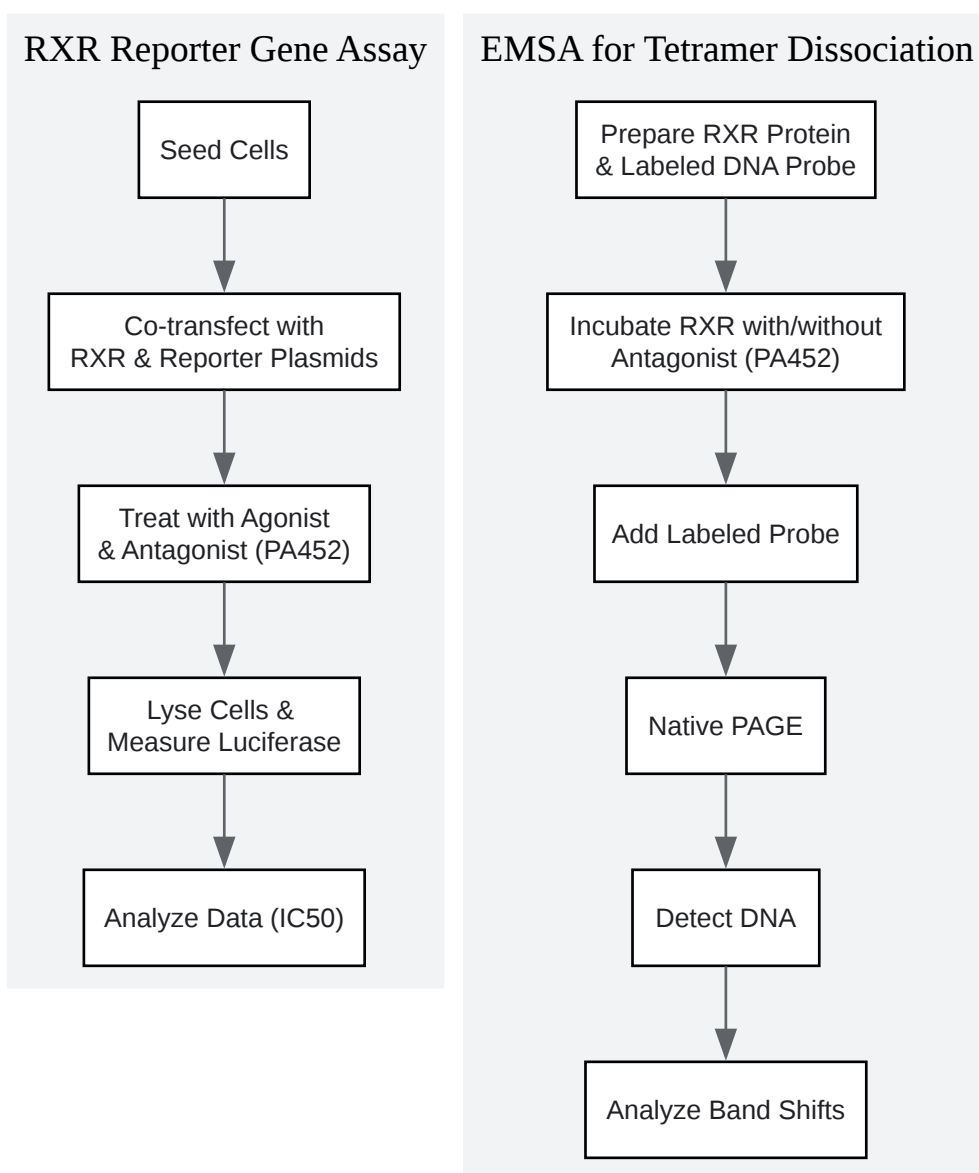 RXR Reporter Gene Assay
Seed Cells
Co-transfect with
RXR & Reporter Plasmids
Treat with Agonist
& Antagonist (PA452)
Lyse Cells &
Measure Luciferase
Analyze Data (IC50)
EMSA for Tetramer Dissociation
Prepare RXR Protein
& Labeled DNA Probe
Incubate RXR with/without
Antagonist (PA452)
Add Labeled Probe
Native PAGE
Detect DNA
Analyze Band Shifts